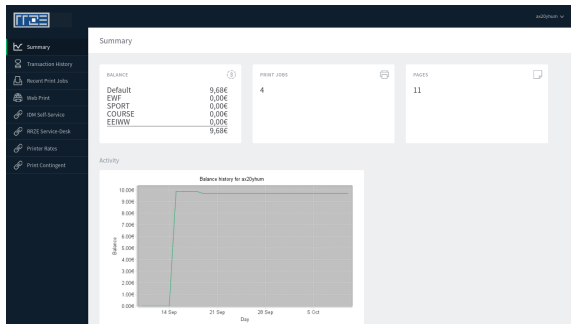 RRZE
ax20yhum
Summary
Transaction History
Recent Print Jobs
Web Print
IDM Self-Service
RRZE Service-Desk
Printer Rates
Print Contingent
Summary
BALANCE
Default 9,68€
EWF 0,00€
SPORT 0,00€
COURSE 0,00€
EEIWW 0,00€
9,68€
PRINT JOBS
4
PAGES
11
Activity
Balance history for ax20yhum
10.00€
9.00€
8.00€
7.00€
6.00€
5.00€
4.00€
3.00€
2.00€
1.00€
0.00€
Balance
14 Sep 21 Sep 28 Sep 5 Oct
Day